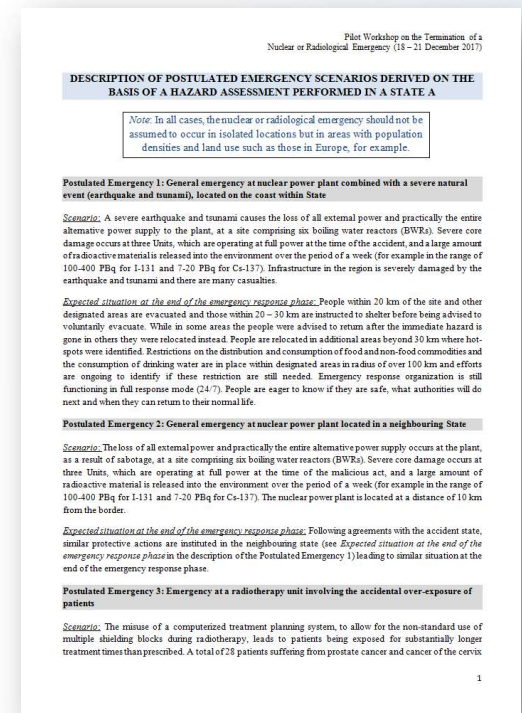 Pilot Workshop on the Termination of a
Nuclear or Radiological Emergency (18 – 21 December 2017)
DESCRIPTION OF POSTULATED EMERGENCY SCENARIOS DERIVED ON THE
BASIS OF A HAZARD ASSESSMENT PERFORMED IN A STATE A
Note: In all cases, the nuclear or radiological emergency should not be
assumed to occur in isolated locations but in areas with population
densities and land use such as those in Europe, for example.
Postulated Emergency 1: General emergency at nuclear power plant combined with a severe natural
event (earthquake and tsunami), located on the coast within State
Scenario: A severe earthquake and tsunami causes the loss of all external power and practically the entire
alternative power supply to the plant, at a site comprising six boiling water reactors (BWRs). Severe core
damage occurs at three Units, which are operating at full power at the time of the accident, and a large amount
of radioactive material is released into the environment over the period of a week (for example in the range of
100-400 PBq for I-131 and 7-20 PBq for Cs-137). Infrastructure in the region is severely damaged by the
earthquake and tsunami and there are many casualties.
Expected situation at the end of the emergency response phase: People within 20 km of the site and other
designated areas are evacuated and those within 20 – 30 km are instructed to shelter before being advised to
voluntarily evacuate. While in some areas the people were advised to return after the immediate hazard is
gone in others they were relocated instead. People are relocated in additional areas beyond 30 km where hot-
spots were identified. Restrictions on the distribution and consumption of food and non-food commodities and
the consumption of drinking water are in place within designated areas in radius of over 100 km and efforts
are ongoing to identify if these restriction are still needed. Emergency response organization is still
functioning in full response mode (24/7). People are eager to know if they are safe, what authorities will do
next and when they can return to their normal life.
Postulated Emergency 2: General emergency at nuclear power plant located in a neighbouring State
Scenario: The loss of all external power and practically the entire alternative power supply occurs at the plant,
as a result of sabotage, at a site comprising six boiling water reactors (BWRs). Severe core damage occurs at
three Units, which are operating at full power at the time of the malicious act, and a large amount of
radioactive material is released into the environment over the period of a week (for example in the range of
100-400 PBq for I-131 and 7-20 PBq for Cs-137). The nuclear power plant is located at a distance of 10 km
from the border.
Expected situation at the end of the emergency response phase: Following agreements with the accident state,
similar protective actions are instituted in the neighbouring state (see Expected situation at the end of the
emergency response phase in the description of the Postulated Emergency 1) leading to similar situation at the
end of the emergency response phase.
Postulated Emergency 3: Emergency at a radiotherapy unit involving the accidental over-exposure of
patients
Scenario: The misuse of a computerized treatment planning system, to allow for the non-standard use of
multiple shielding blocks during radiotherapy, leads to patients being exposed for substantially longer
treatment times than prescribed. A total of 28 patients suffering from prostate cancer and cancer of the cervix
1